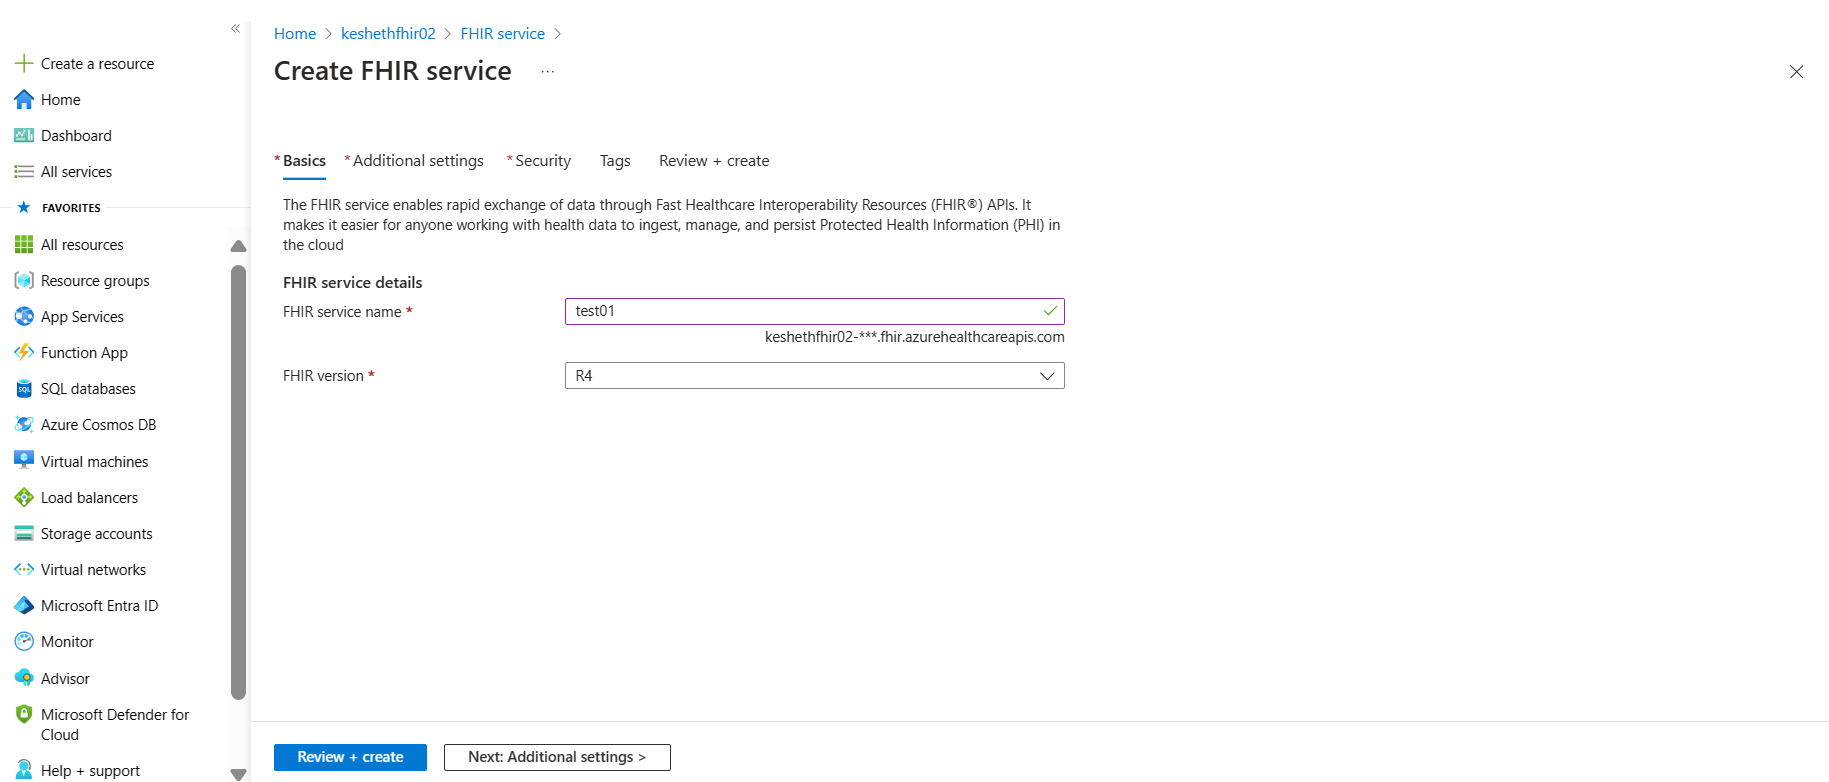 «
Create a resource
Home
Dashboard
All services
FAVORITES
All resources
Resource groups
App Services
Function App
SQL databases
Azure Cosmos DB
Virtual machines
Load balancers
Storage accounts
Virtual networks
Microsoft Entra ID
Monitor
Advisor
Microsoft Defender for
Cloud
Help + support
Home > keshethfhir02 > FHIR service >
Create FHIR service ...
* Basics * Additional settings * Security Tags Review + create
The FHIR service enables rapid exchange of data through Fast Healthcare Interoperability Resources (FHIR®) APIs. It
makes it easier for anyone working with health data to ingest, manage, and persist Protected Health Information (PHI) in
the cloud
FHIR service details
FHIR service name * test01
keshethfhir02-***.fhir.azurehealthcareapis.com
FHIR version * R4
Review + create Next: Additional settings >